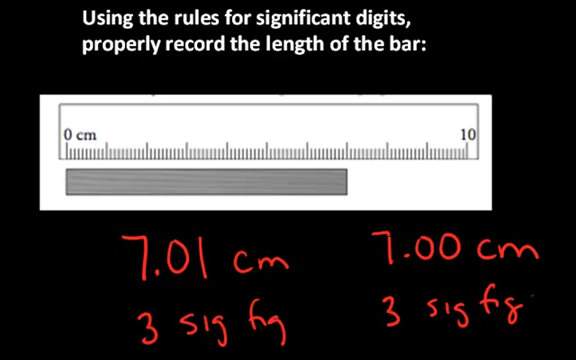 Using the rules for significant digits,
properly record the length of the bar:
0 cm 10
7.01 cm 7.00 cm
3 sig fig 3 sig fig